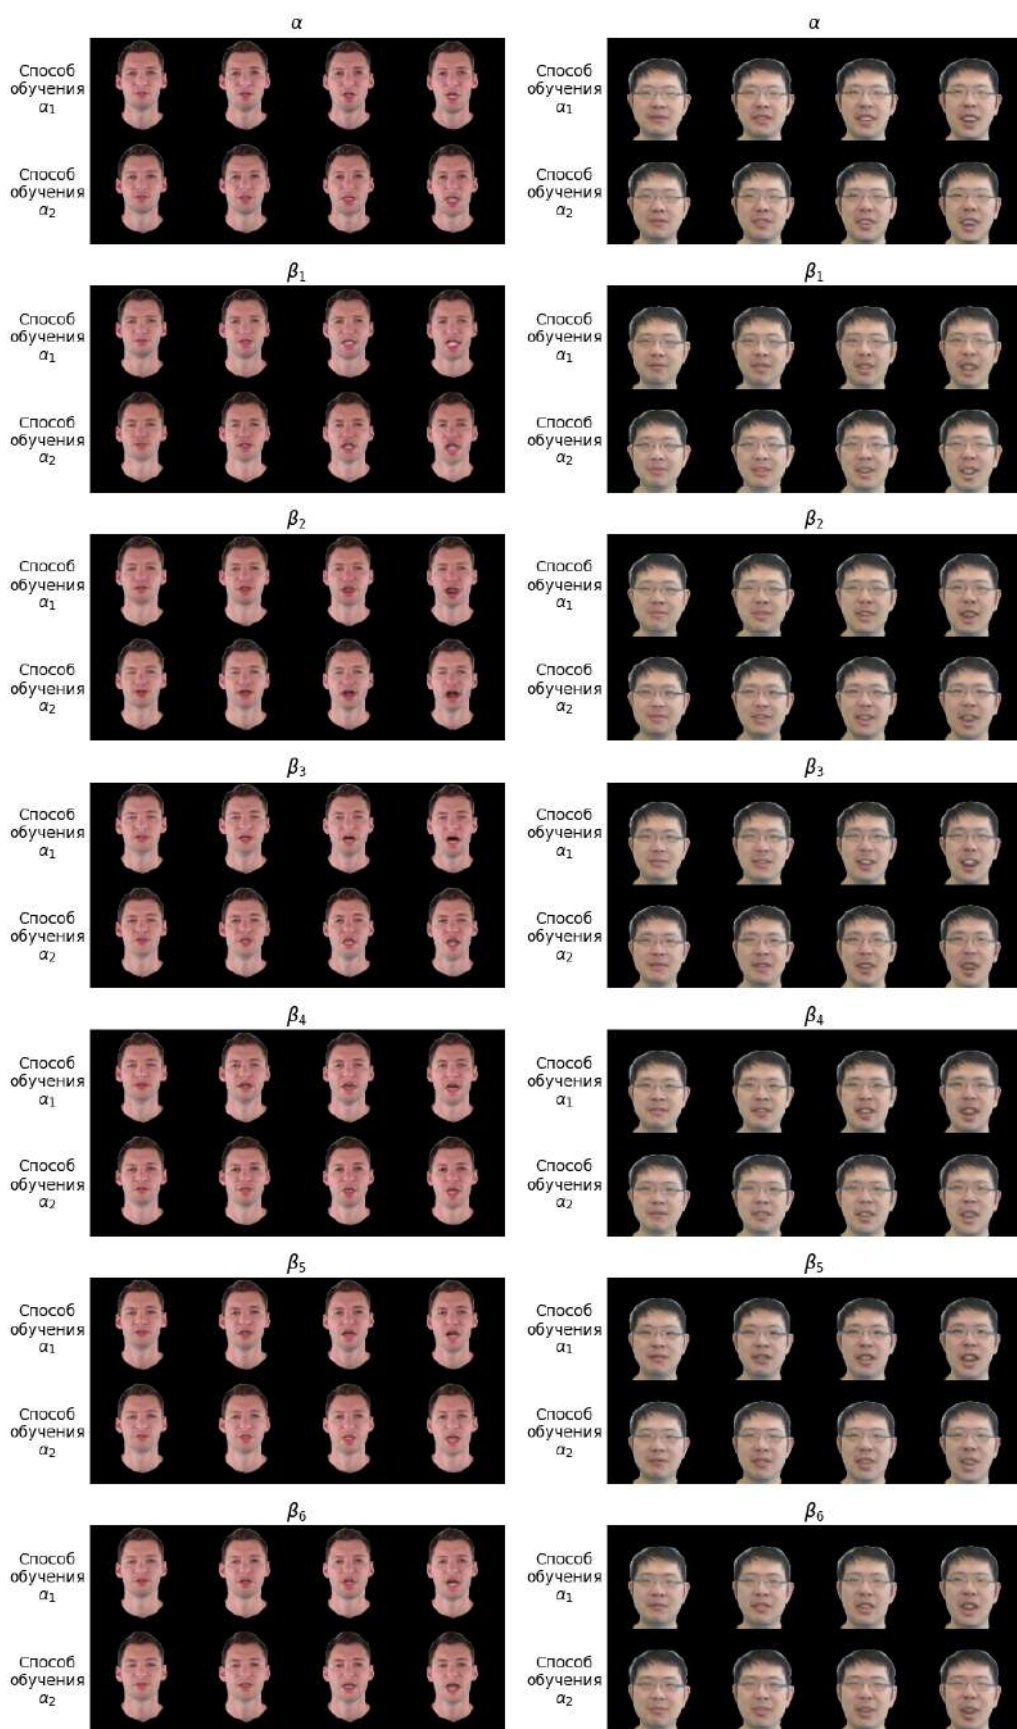 α
Способ
обучения
α₁
Способ
обучения
α₂
α
Способ
обучения
α₁
Способ
обучения
α₂
β₁
Способ
обучения
α₁
Способ
обучения
α₂
β₁
Способ
обучения
α₁
Способ
обучения
α₂
β₂
Способ
обучения
α₁
Способ
обучения
α₂
β₂
Способ
обучения
α₁
Способ
обучения
α₂
β₃
Способ
обучения
α₁
Способ
обучения
α₂
β₃
Способ
обучения
α₁
Способ
обучения
α₂
β₄
Способ
обучения
α₁
Способ
обучения
α₂
β₄
Способ
обучения
α₁
Способ
обучения
α₂
β₅
Способ
обучения
α₁
Способ
обучения
α₂
β₅
Способ
обучения
α₁
Способ
обучения
α₂
β₆
Способ
обучения
α₁
Способ
обучения
α₂
β₆
Способ
обучения
α₁
Способ
обучения
α₂